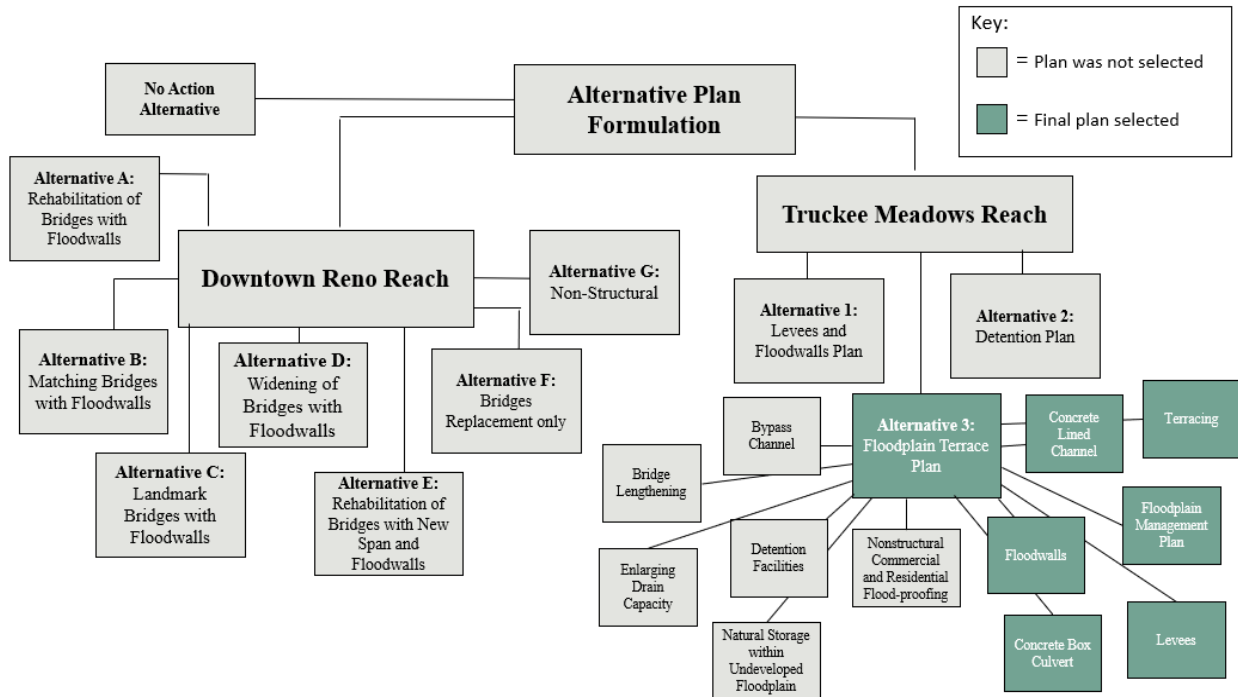 Key:
= Plan was not selected
= Final plan selected
No Action
Alternative
Alternative Plan
Formulation
Alternative A:
Rehabilitation of
Bridges with
Floodwalls
Downtown Reno Reach
Alternative G:
Non-Structural
Truckee Meadows Reach
Alternative B:
Matching Bridges
with Floodwalls
Alternative D:
Widening of
Bridges with
Floodwalls
Alternative F:
Bridges
Replacement only
Alternative C:
Landmark
Bridges with
Floodwalls
Alternative E:
Rehabilitation of
Bridges with New
Span and
Floodwalls
Alternative 1:
Levees and
Floodwalls Plan
Alternative 2:
Detention Plan
Alternative 3:
Floodplain Terrace
Plan
Bypass
Channel
Concrete
Lined
Channel
Terracing
Bridge
Lengthening
Floodplain
Management
Plan
Enlarging
Drain
Capacity
Detention
Facilities
Nonstructural
Commercial
and Residential
Flood-proofing
Floodwalls
Natural Storage
within
Undeveloped
Floodplain
Concrete Box
Culvert
Levees